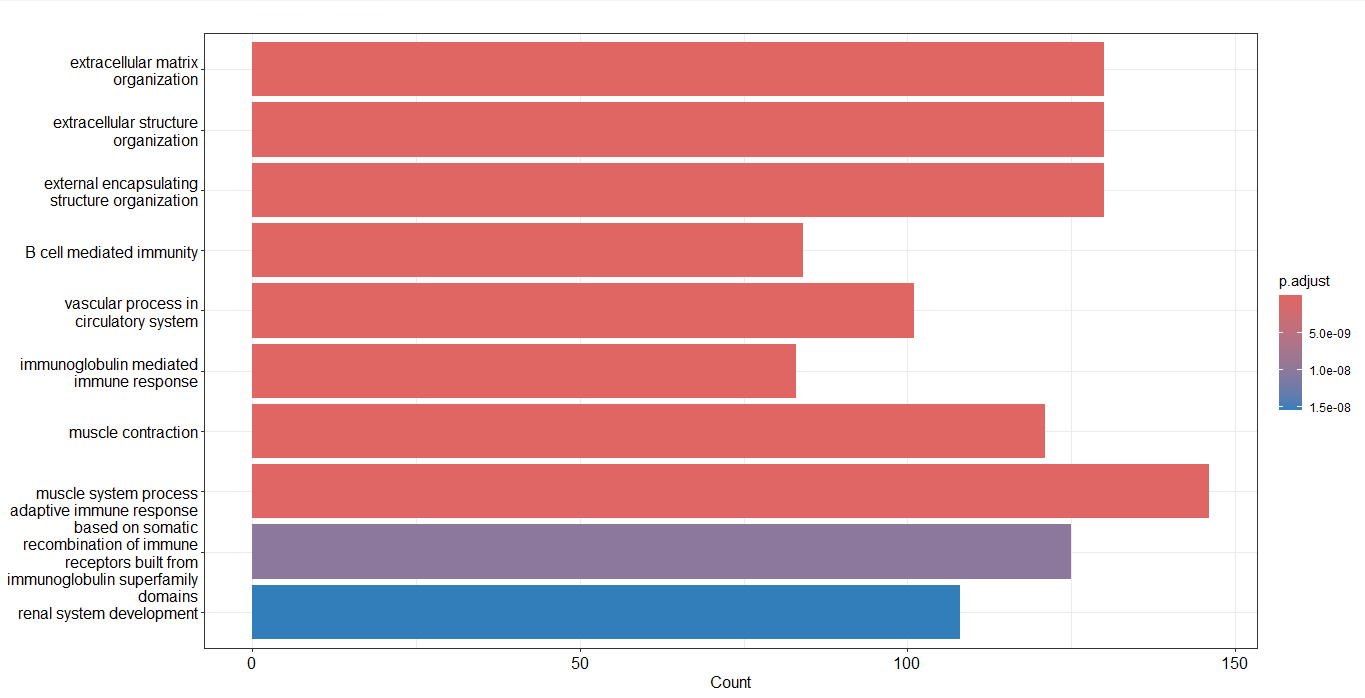 extracellular matrix
organization
extracellular structure
organization
external encapsulating
structure organization
B cell mediated immunity
vascular process in
circulatory system
immunoglobulin mediated
immune response
muscle contraction
muscle system process
adaptive immune response
based on somatic
recombination of immune
receptors built from
immunoglobulin superfamily
domains
renal system development
0
50
100
150
Count
p.adjust
5.0e-09
1.0e-08
1.5e-08